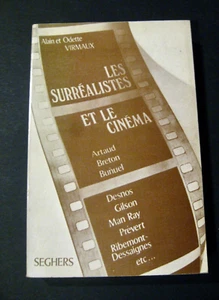 Alain et Odette
VIRMAUX
LES
SURRÉALISTES
ET LE CINÉMA
Artaud
Breton
Buñuel
Desnos
Gilson
Man Ray
Prévert
Ribemont-
Dessaignes
etc...
SEGHERS